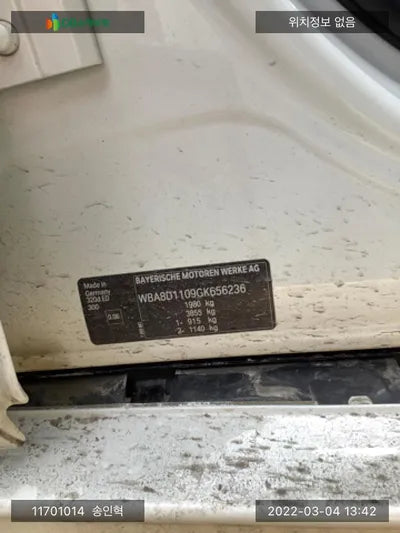 위치정보 없음
BAYERISCHE MOTOREN WERKE AG
Made in
Germany
320d ED
300
WBA8D1109GK656236
1980 kg
3855 kg
1- 915 kg
2- 1140 kg
11701014 송인혁
2022-03-04 13:42